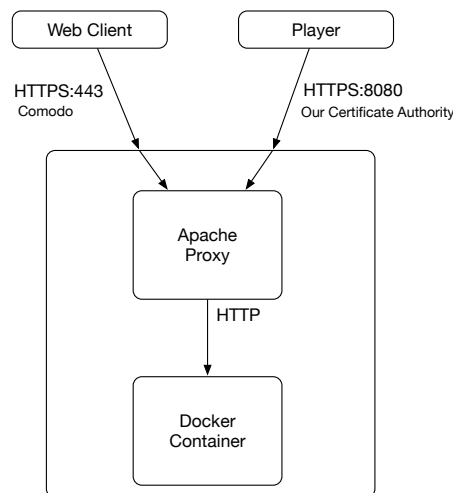 Web Client
Player
HTTPS:443
Comodo
HTTPS:8080
Our Certificate Authority
Apache
Proxy
HTTP
Docker
Container